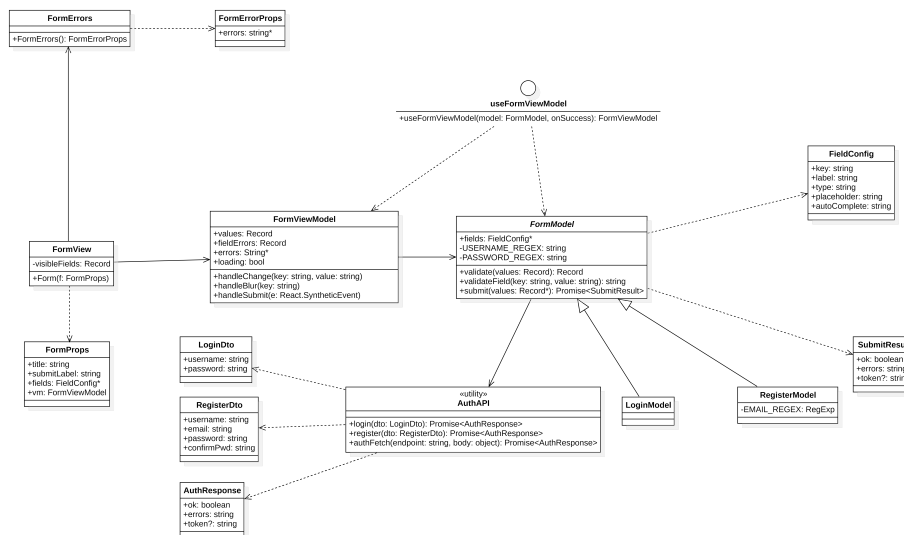 FormErrors
+FormErrors(): FormErrorProps
FormErrorProps
+errors: string*
useFormViewModel
+useFormViewModel(model: FormModel, onSuccess): FormViewModel
FieldConfig
+key: string
+label: string
+type: string
+placeholder: string
+autoComplete: string
FormViewModel
+values: Record
+fieldErrors: Record
+errors: String*
+loading: bool
+handleChange(key: string, value: string)
+handleBlur(key: string)
+handleSubmit(e: React.SyntheticEvent)
FormModel
+fields: FieldConfig*
-USERNAME_REGEX: string
-PASSWORD_REGEX: string
+validate(values: Record): Record
+validateField(key: string, value: string): string
+submit(values: Record*): Promise<SubmitResult>
FormView
-visibleFields: Record
+Form(f: FormProps)
FormProps
+title: string
+submitLabel: string
+fields: FieldConfig*
+vm: FormViewModel
LoginDto
+username: string
+password: string
SubmitResu
+ok: boolean
+errors: string
+token?: strin
RegisterDto
+username: string
+email: string
+password: string
+confirmPwd: string
«utility»
AuthAPI
+login(dto: LoginDto): Promise<AuthResponse>
+register(dto: RegisterDto): Promise<AuthResponse>
+authFetch(endpoint: string, body: object): Promise<AuthResponse>
LoginModel
RegisterModel
-EMAIL_REGEX: RegExp
AuthResponse
+ok: boolean
+errors: string
+token?: string